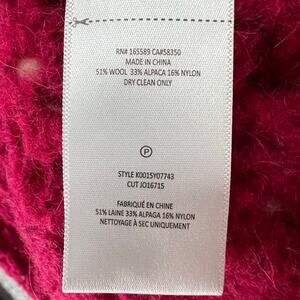 RN# 165589 CA#58350
MADE IN CHINA
51% WOOL 33% ALPACA 16% NYLON
DRY CLEAN ONLY
P
STYLE K0015Y07743
CUT JO16715
FABRIQUÉ EN CHINE
51% LAINE 33% ALPAGA 16% NYLON
NETTOYAGE À SEC UNIQUEMENT